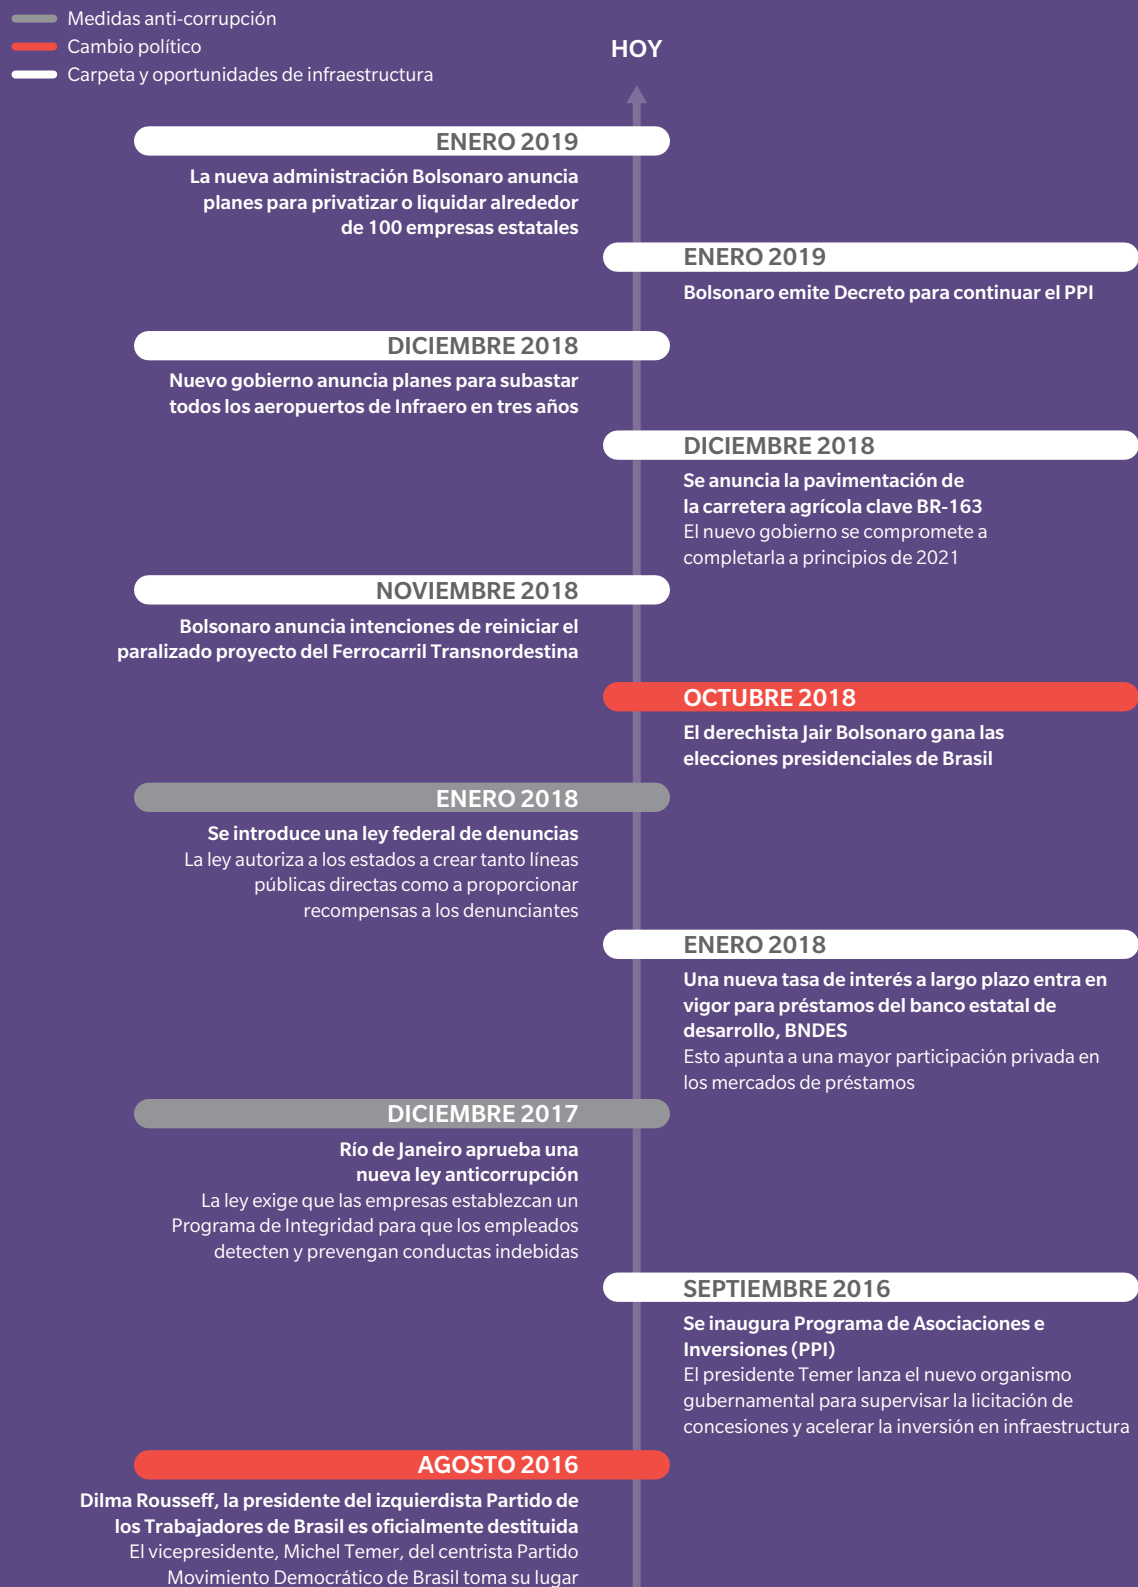 Medidas anti-corrupción
Cambio político
Carpeta y oportunidades de infraestructura
HOY
ENERO 2019
La nueva administración Bolsonaro anuncia
planes para privatizar o liquidar alrededor
de 100 empresas estatales
ENERO 2019
Bolsonaro emite Decreto para continuar el PPI
DICIEMBRE 2018
Nuevo gobierno anuncia planes para subastar
todos los aeropuertos de Infraero en tres años
DICIEMBRE 2018
Se anuncia la pavimentación de
la carretera agrícola clave BR-163
El nuevo gobierno se compromete a
completarla a principios de 2021
NOVIEMBRE 2018
Bolsonaro anuncia intenciones de reiniciar el
paralizado proyecto del Ferrocarril Transnordestina
OCTUBRE 2018
El derechista Jair Bolsonaro gana las
elecciones presidenciales de Brasil
ENERO 2018
Se introduce una ley federal de denuncias
La ley autoriza a los estados a crear tanto líneas
públicas directas como a proporcionar
recompensas a los denunciantes
ENERO 2018
Una nueva tasa de interés a largo plazo entra en
vigor para préstamos del banco estatal de
desarrollo, BNDES
Esto apunta a una mayor participación privada en
los mercados de préstamos
DICIEMBRE 2017
Río de Janeiro aprueba una
nueva ley anticorrupción
La ley exige que las empresas establezcan un
Programa de Integridad para que los empleados
detecten y prevengan conductas indebidas
SEPTIEMBRE 2016
Se inaugura Programa de Asociaciones e
Inversiones (PPI)
El presidente Temer lanza el nuevo organismo
gubernamental para supervisar la licitación de
concesiones y acelerar la inversión en infraestructura
AGOSTO 2016
Dilma Rousseff, la presidente del izquierdista Partido de
los Trabajadores de Brasil es oficialmente destituida
El vicepresidente, Michel Temer, del centrista Partido
Movimiento Democrático de Brasil toma su lugar